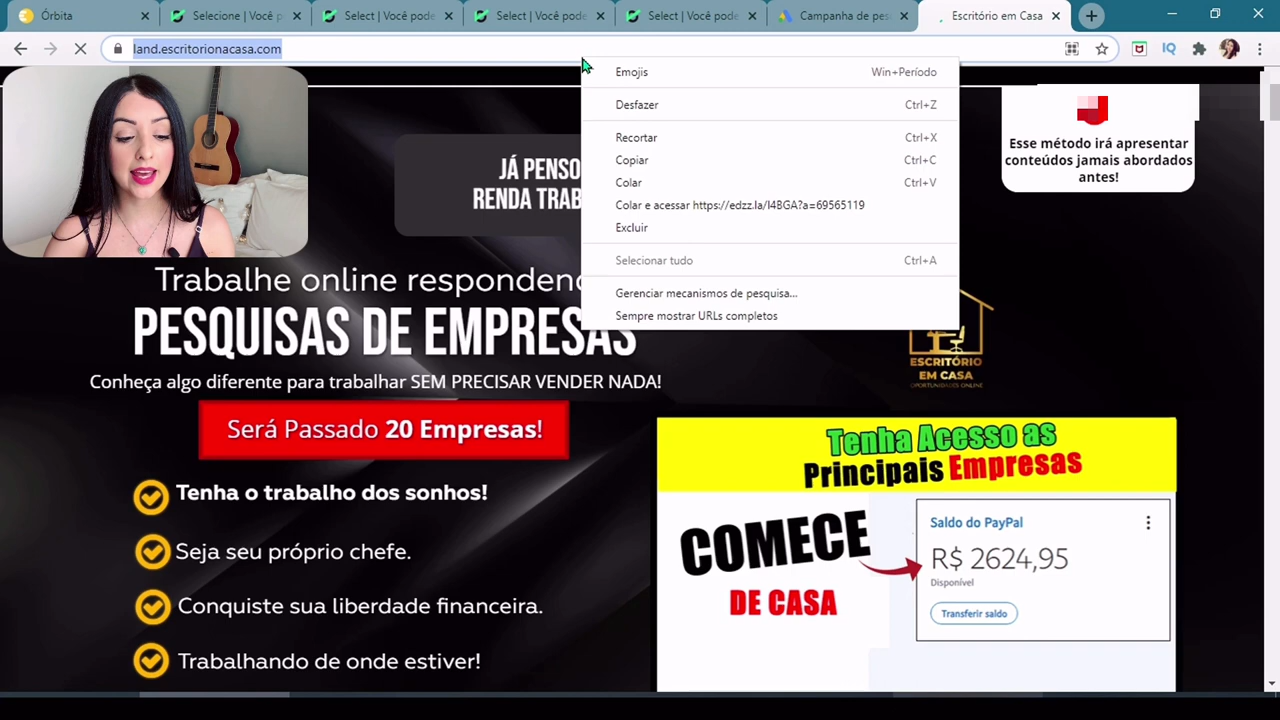 Órbita
Selecione | Você pode
Select | Você pode
Select | Você pode
Select | Você pode
Campanha de pes
Escritório em Casa
land.escritorionacasa.com
IQ
Emojis Win+Período
Desfazer Ctrl+Z
Recortar Ctrl+X
Copiar Ctrl+C
Colar Ctrl+V
Colar e acessar https://edzz.la/I4BGA?a=69565119
Excluir
Selecionar tudo Ctrl+A
Gerenciar mecanismos de pesquisa...
Sempre mostrar URLs completos
Esse método irá apresentar
conteúdos jamais abordados
antes!
JÁ PENSO
RENDA TRAB
Trabalhe online respondenc
PESQUISAS DE EMPRESAS
Conheça algo diferente para trabalhar SEM PRECISAR VENDER NADA!
Será Passado 20 Empresas!
Tenha o trabalho dos sonhos!
Seja seu próprio chefe.
Conquiste sua liberdade financeira.
Trabalhando de onde estiver!
ESCRITÓRIO
EM CASA
OPORTUNIDADES ONLINE
Tenha Acesso as
Principais Empresas
COMECE
DE CASA
Saldo do PayPal
R$ 2624,95
Disponível
Transferir saldo